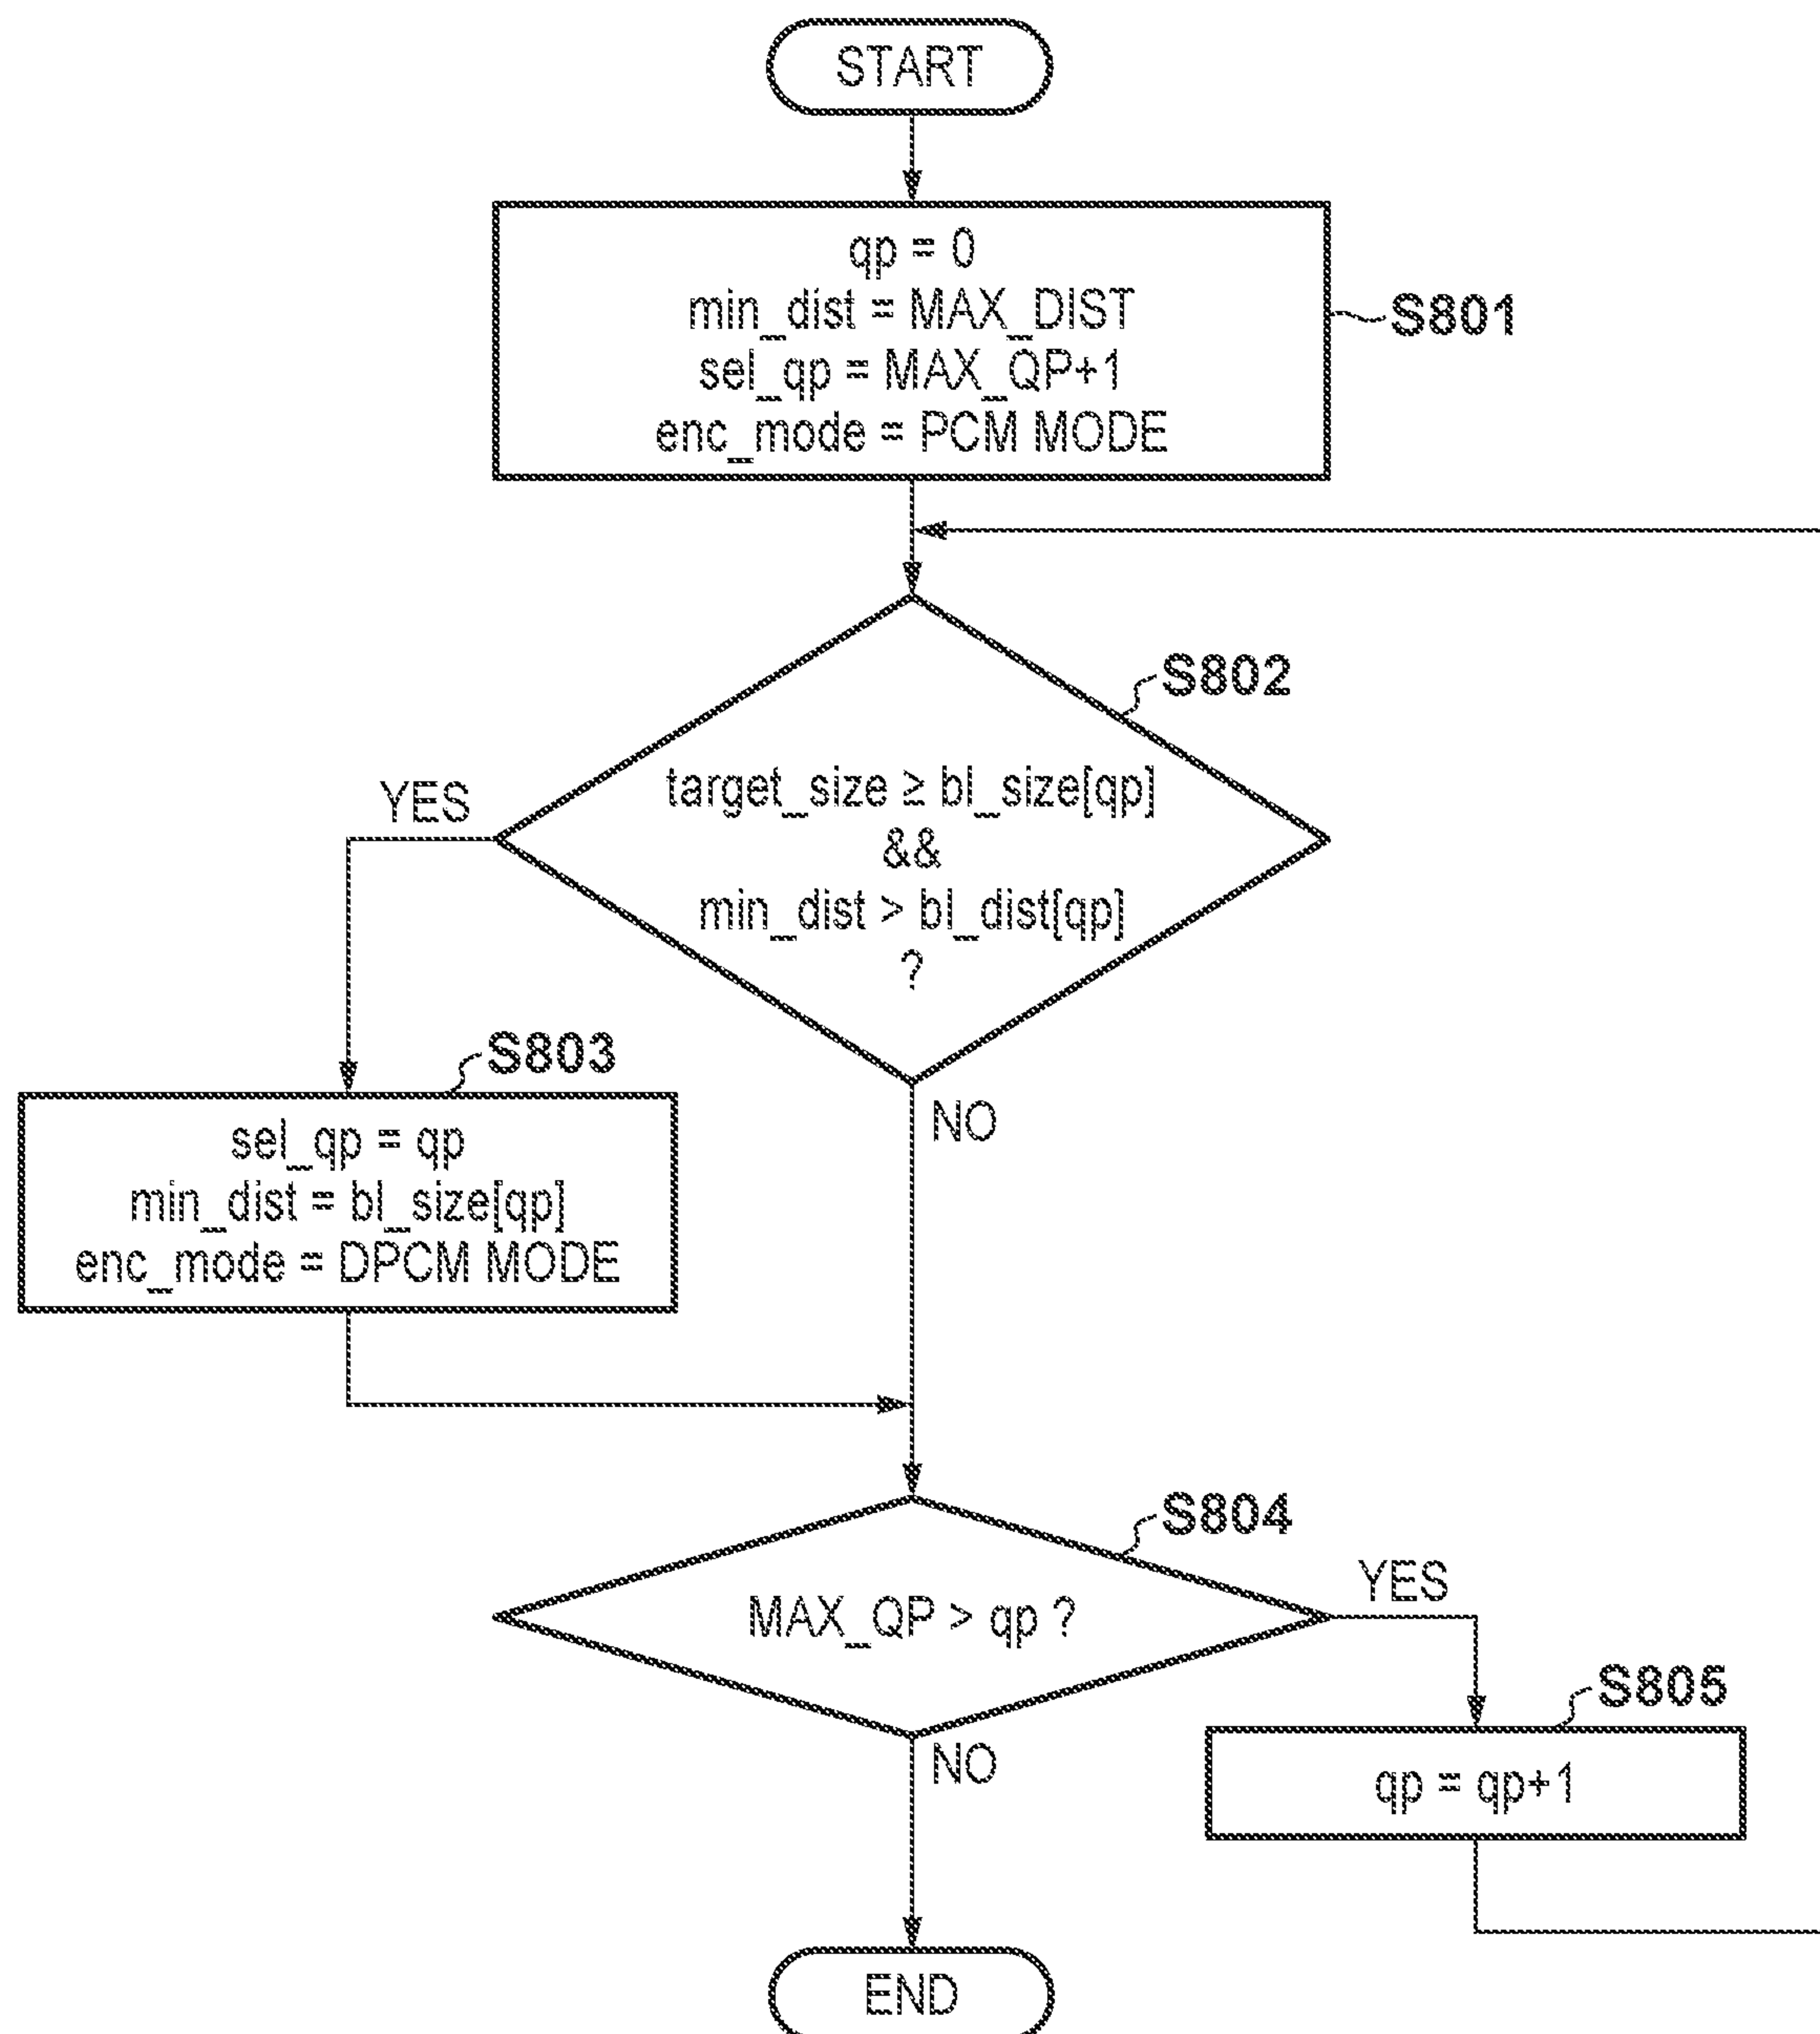 START
qp = 0
min_dist = MAX_DIST
sel_qp = MAX_QP+1
enc_mode = PCM MODE
S801
S802
target_size ≥ bl_size[qp]
&&
min_dist > bl_dist[qp]
?
YES
NO
S803
sel_qp = qp
min_dist = bl_size[qp]
enc_mode = DPCM MODE
S804
MAX_QP > qp ?
YES
NO
S805
qp = qp+1
END